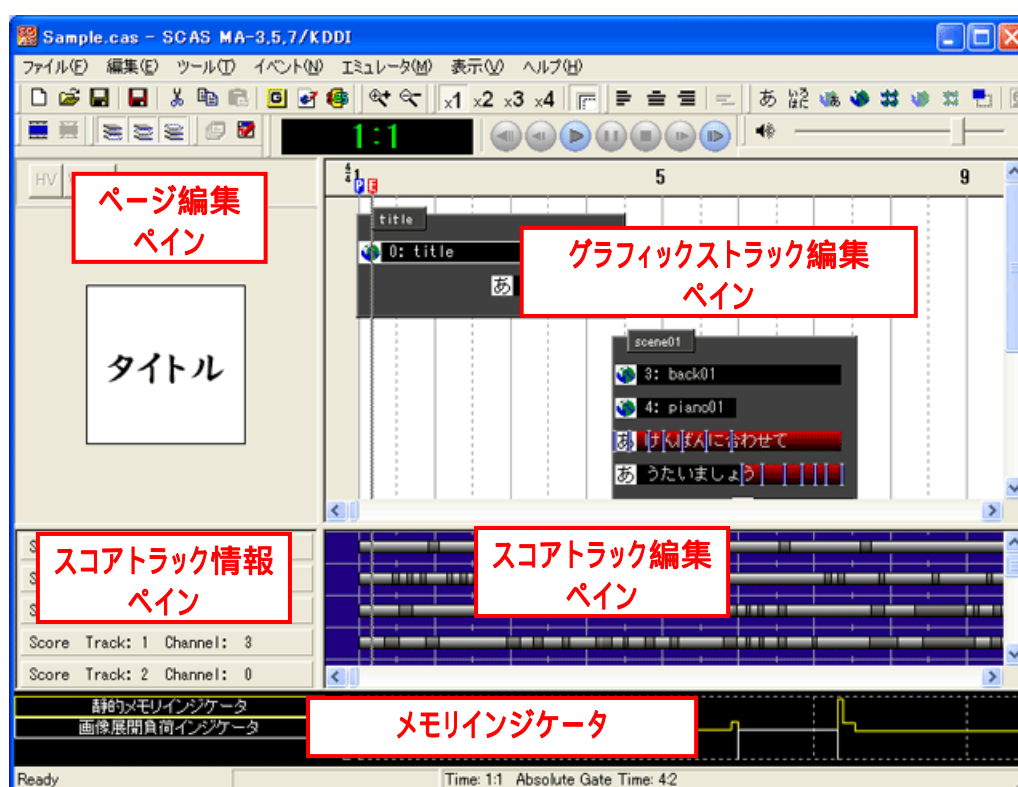 Sample.cas - SCAS MA-3,5,7/KDDI
ファイル(F) 編集(E) ツール(T) イベント(N) エミュレータ(M) 表示(V) ヘルプ(H)
x1 x2 x3 x4 あ
1:1
HV
ページ編集
ペイン
タイトル
4/4 1 5 9
P E
title
0: title
あ
グラフィックストラック編集
ペイン
scene01
3: back01
4: piano01
あ けんばんに合わせて
あ うたいましょう
スコアトラック情報
ペイン
Score Track: 1 Channel: 3
Score Track: 2 Channel: 0
スコアトラック編集
ペイン
静的メモリインジケータ
画像展開負荷インジケータ
メモリインジケータ
Ready
Time: 1:1 Absolute Gate Time: 4:2